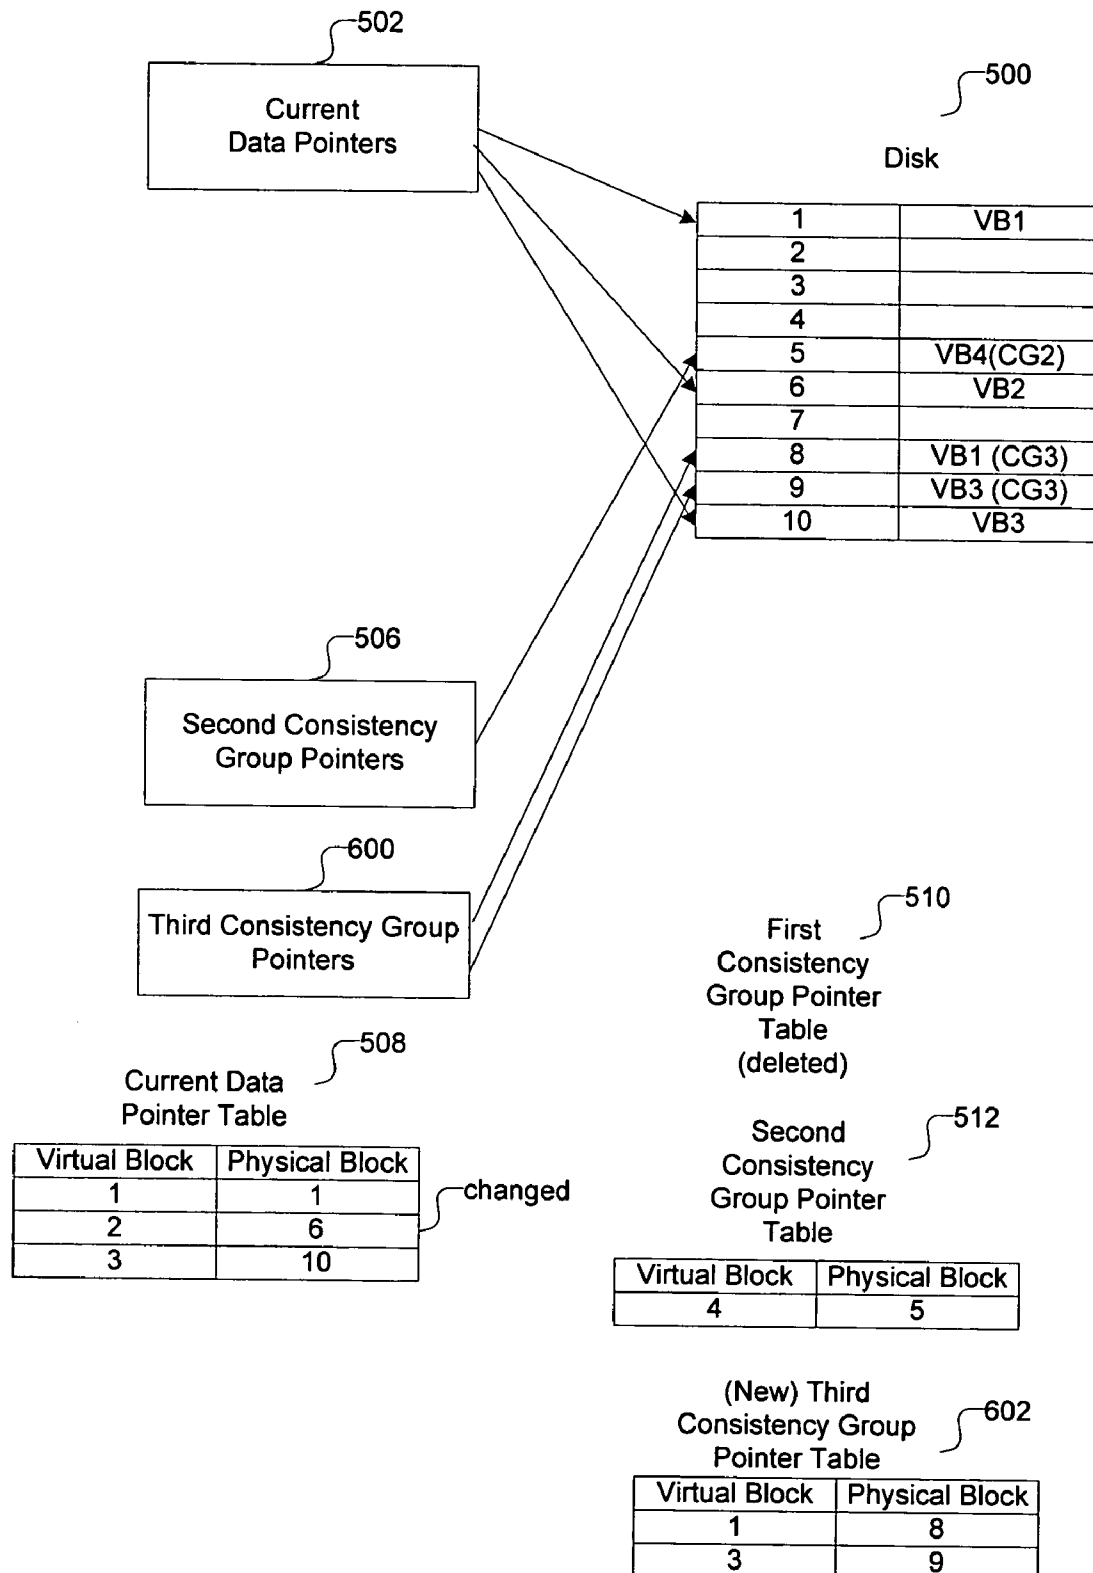 502
Current
Data Pointers
500
Disk
1 VB1
2
3
4
5 VB4(CG2)
6 VB2
7
8 VB1 (CG3)
9 VB3 (CG3)
10 VB3
506
Second Consistency
Group Pointers
600
Third Consistency Group
Pointers
510
First
Consistency
Group Pointer
Table
(deleted)
508
Current Data
Pointer Table
Virtual Block Physical Block
1 1
2 6
3 10
changed
512
Second
Consistency
Group Pointer
Table
Virtual Block Physical Block
4 5
(New) Third
Consistency Group
Pointer Table
602
Virtual Block Physical Block
1 8
3 9